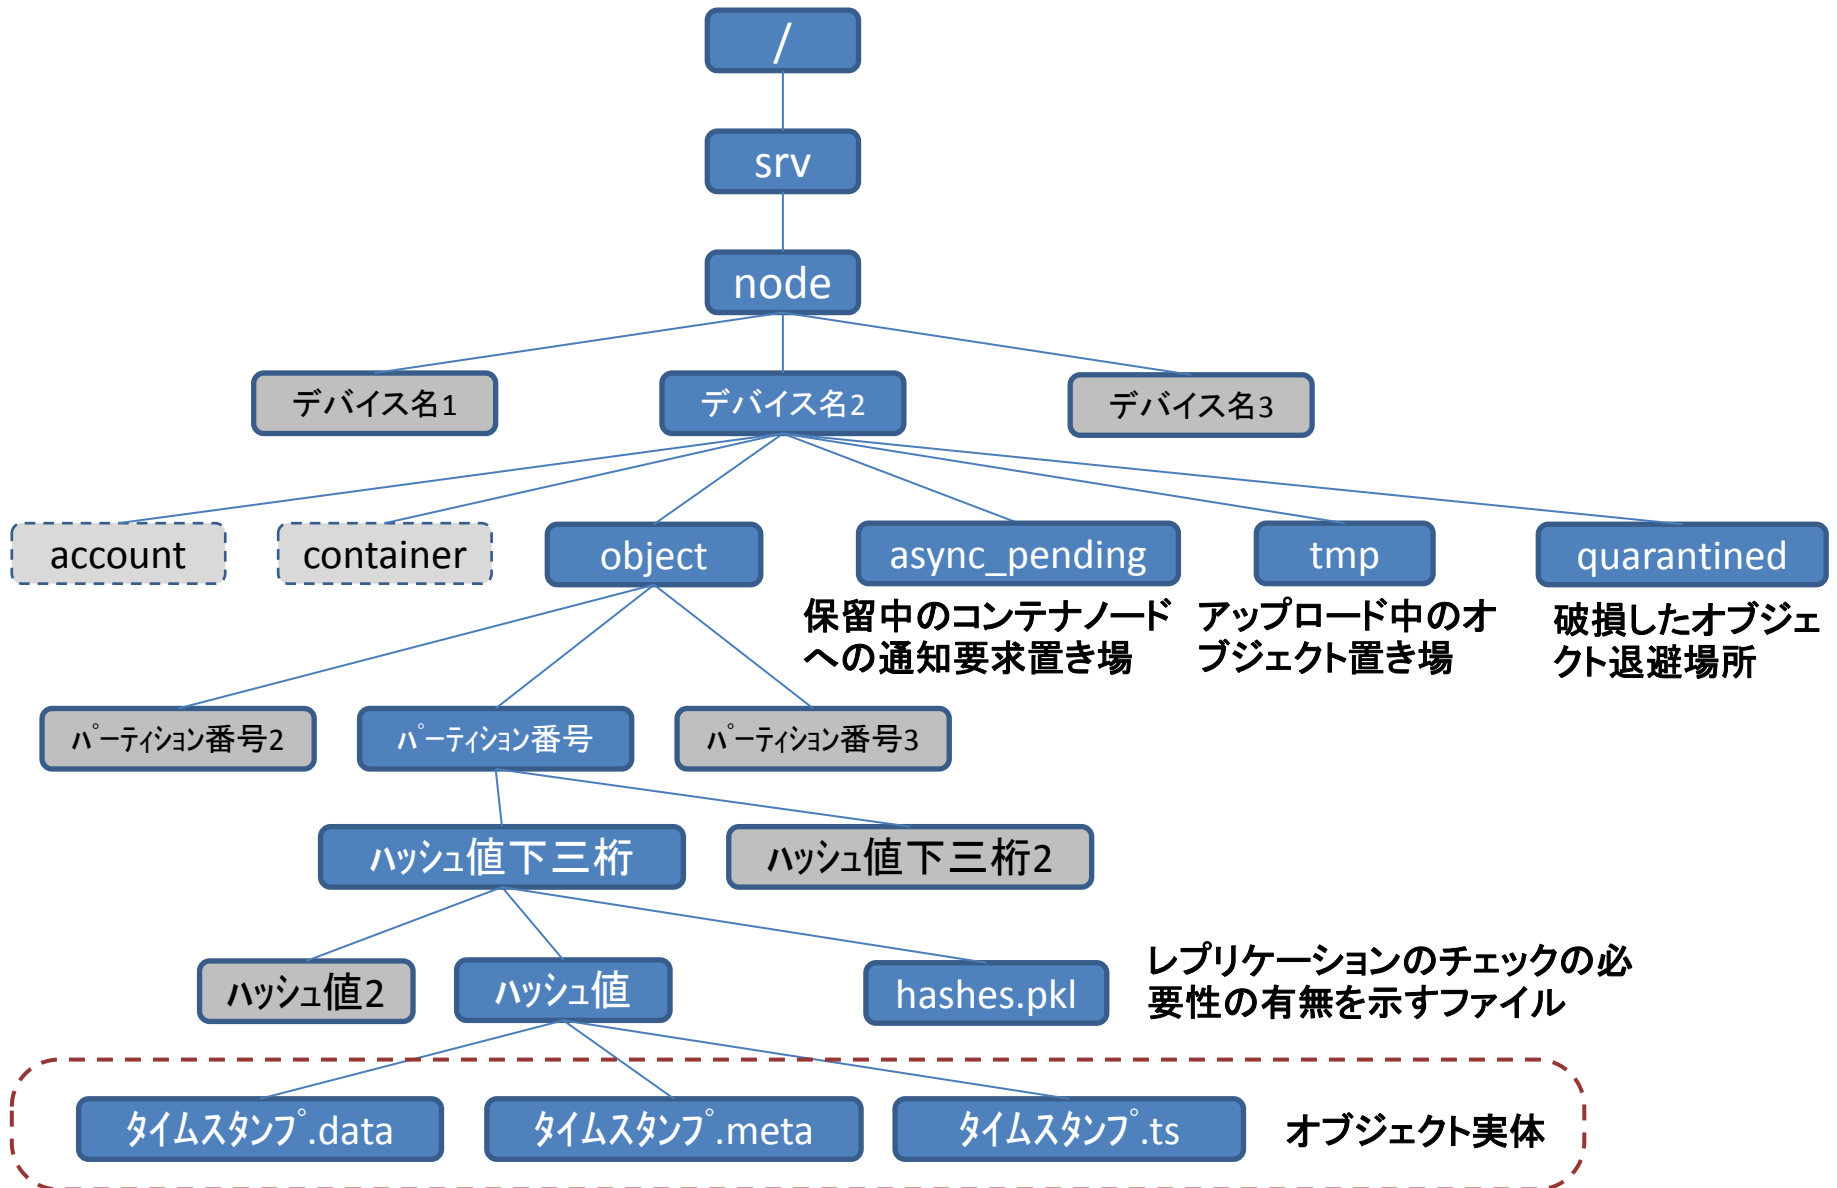 /
srv
node
デバイス名1
デバイス名2
デバイス名3
account
container
object
async_pending
tmp
quarantined
保留中のコンテナノード
への通知要求置き場
アップロード中のオ
ブジェクト置き場
破損したオブジェ
クト退避場所
ﾊﾟｰﾃｨｼｮﾝ番号2
ﾊﾟｰﾃｨｼｮﾝ番号
ﾊﾟｰﾃｨｼｮﾝ番号3
ﾊｯｼｭ値下三桁
ﾊｯｼｭ値下三桁2
ﾊｯｼｭ値2
ﾊｯｼｭ値
hashes.pkl
レプリケーションのチェックの必
要性の有無を示すファイル
ﾀｲﾑｽﾀﾝﾌﾟ.data
ﾀｲﾑｽﾀﾝﾌﾟ.meta
ﾀｲﾑｽﾀﾝﾌﾟ.ts
オブジェクト実体